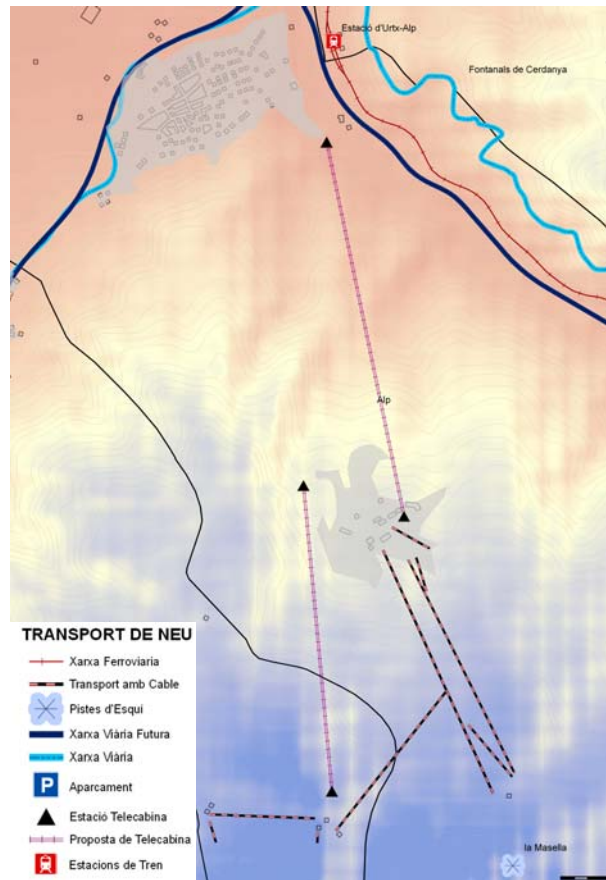 Estació d'Urtx-Alp
Fontanals de Cerdanya
Alp
TRANSPORT DE NEU
Xarxa Ferroviaria
Transport amb Cable
Pistes d'Esquí
Xarxa Viària Futura
Xarxa Viària
P Aparcament
Estació Telecabina
Proposta de Telecabina
Estacions de Tren
la Masella